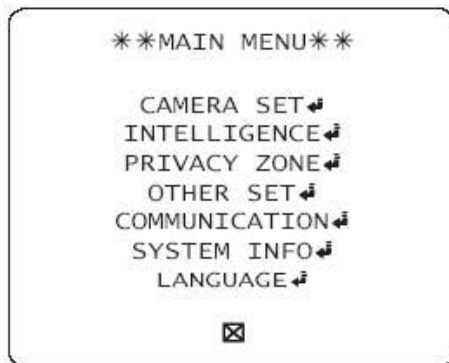 **MAIN MENU**
CAMERA SET↲
INTELLIGENCE↲
PRIVACY ZONE↲
OTHER SET↲
COMMUNICATION↲
SYSTEM INFO↲
LANGUAGE↲
☒